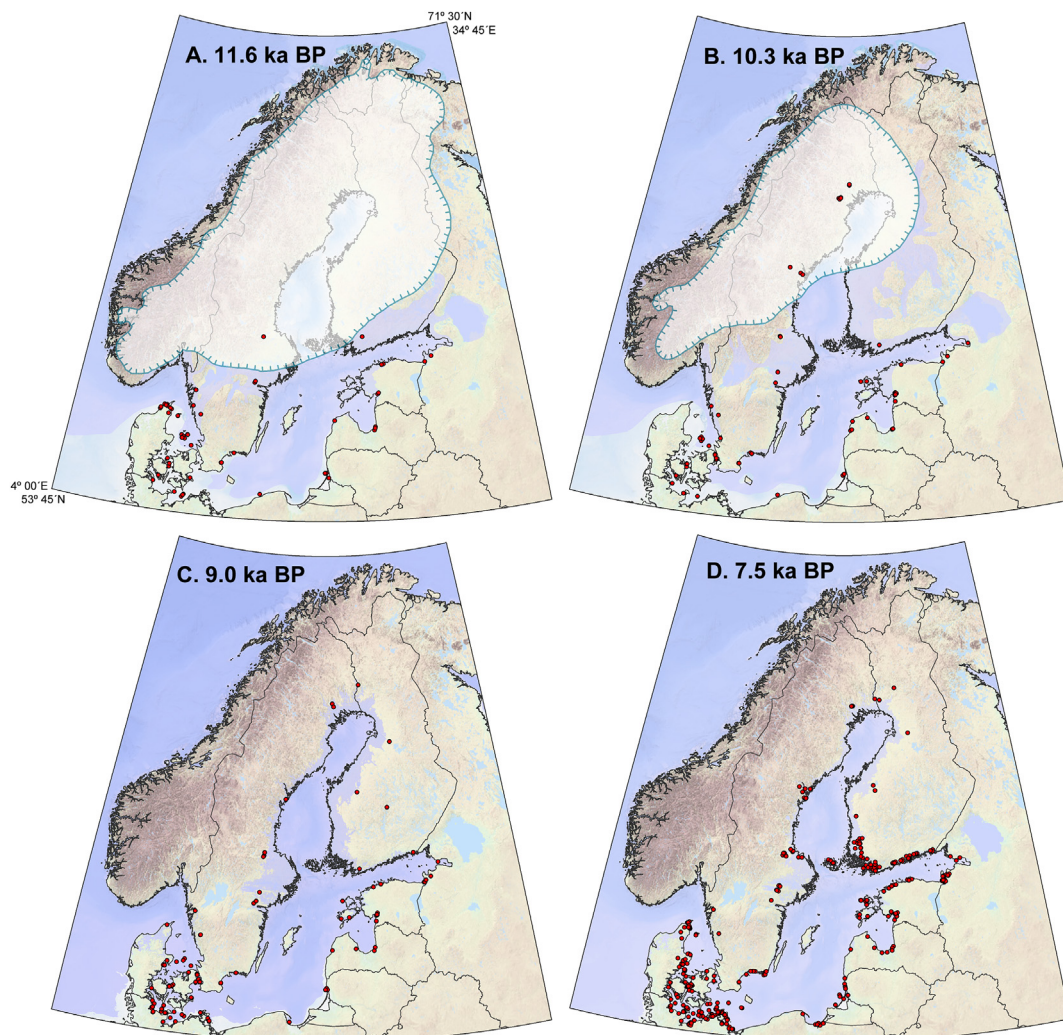 71º 30´N
34º 45´E
A. 11.6 ka BP
B. 10.3 ka BP
4º 00´E
53º 45´N
C. 9.0 ka BP
D. 7.5 ka BP